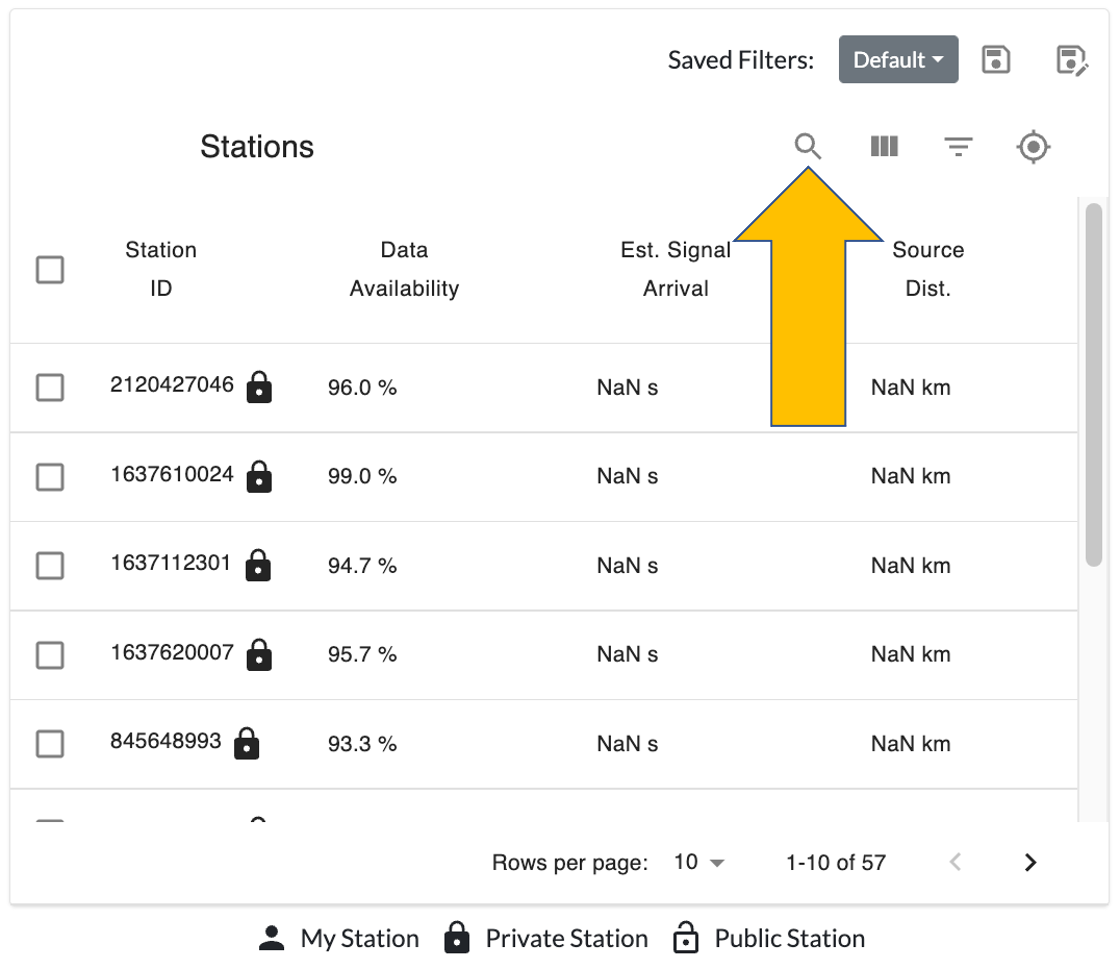 Saved Filters: Default
Stations
Station ID Data Availability Est. Signal Arrival Source Dist.
2120427046 96.0 % NaN s NaN km
1637610024 99.0 % NaN s NaN km
1637112301 94.7 % NaN s NaN km
1637620007 95.7 % NaN s NaN km
845648993 93.3 % NaN s NaN km
Rows per page: 10 1-10 of 57
My Station Private Station Public Station